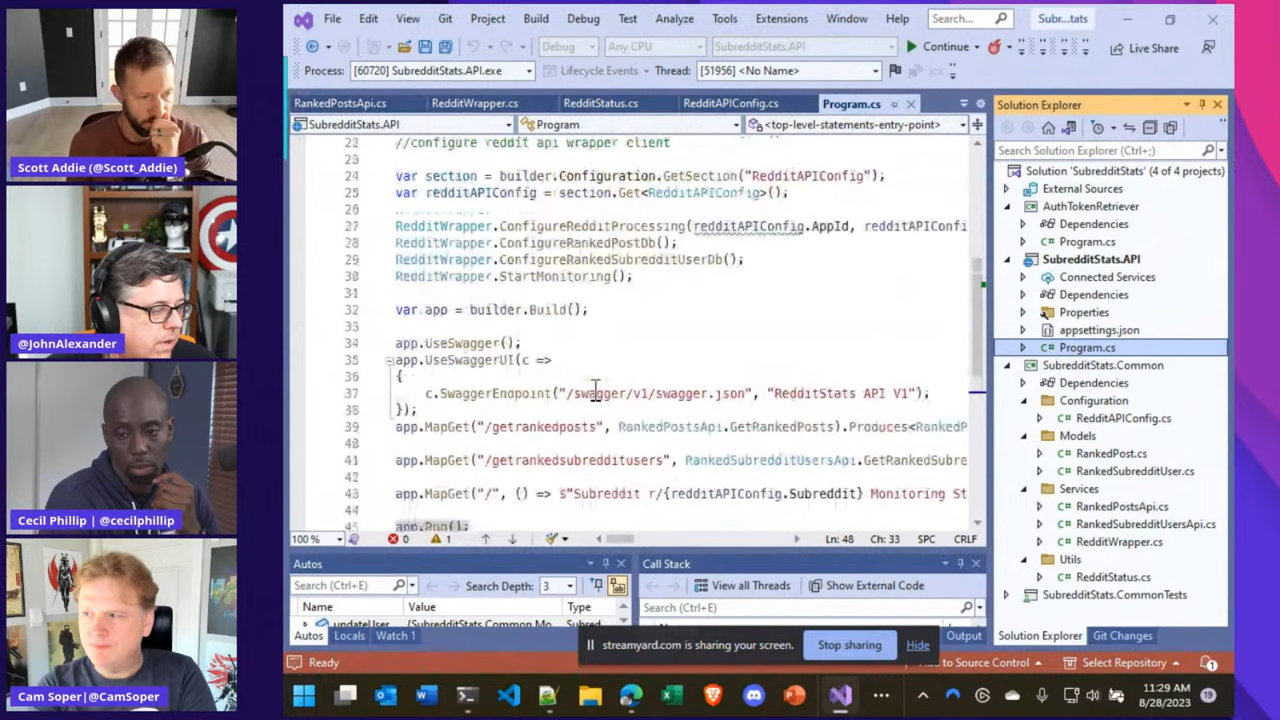 Scott Addie (@Scott_Addie)
@JohnAlexander
Cecil Phillip | @cecilphillip
Cam Soper|@CamSoper
File Edit View Git Project Build Debug Test Analyze Tools Extensions Window Help Search... Subr...tats
Debug Any CPU SubredditStats.API Continue Live Share
Process: [60720] SubredditStats.API.exe Lifecycle Events Thread: [51956] <No Name>
RankedPostsApi.cs RedditWrapper.cs RedditStatus.cs RedditAPIConfig.cs Program.cs
SubredditStats.API Program <top-level-statements-entry-point>
//configure reddit api wrapper client
23
24 var section = builder.Configuration.GetSection("RedditAPIConfig");
25 var redditAPIConfig = section.Get<RedditAPIConfig>();
26
27 RedditWrapper.ConfigureRedditProcessing(redditAPIConfig.AppId, redditAPIConfi
28 RedditWrapper.ConfigureRankedPostDb();
29 RedditWrapper.ConfigureRankedSubredditUserDb();
30 RedditWrapper.StartMonitoring();
31
32 var app = builder.Build();
33
34 app.UseSwagger();
35 app.UseSwaggerUI(c =>
36 {
37 c.SwaggerEndpoint("/swagger/v1/swagger.json", "RedditStats API V1");
38 });
39 app.MapGet("/getrankedposts", RankedPostsApi.GetRankedPosts).Produces<RankedP
40
41 app.MapGet("/getrankedsubredditusers", RankedSubredditUsersApi.GetRankedSubre
43 app.MapGet("/", () => $"Subreddit r/{redditAPIConfig.Subreddit} Monitoring St
45 app.Run();
100 % 0 1 Ln: 48 Ch: 33 SPC CRLF
Autos
Search (Ctrl+E) Search Depth: 3
Name Value Type
Autos Locals Watch 1
Call Stack
View all Threads Show External Code
Search (Ctrl+E)
Name
Output
Solution Explorer
Search Solution Explorer (Ctrl+;)
Solution 'SubredditStats' (4 of 4 projects)
External Sources
AuthTokenRetriever
Dependencies
Program.cs
SubredditStats.API
Connected Services
Dependencies
Properties
appsettings.json
Program.cs
SubredditStats.Common
Dependencies
Configuration
RedditAPIConfig.cs
Models
RankedPost.cs
RankedSubredditUser.cs
Services
RankedPostsApi.cs
RankedSubredditUsersApi.cs
RedditWrapper.cs
Utils
RedditStatus.cs
SubredditStats.CommonTests
Solution Explorer Git Changes
streamyard.com is sharing your screen. Stop sharing Hide
Ready to Source Control Select Repository 1
11:29 AM
8/28/2023
19